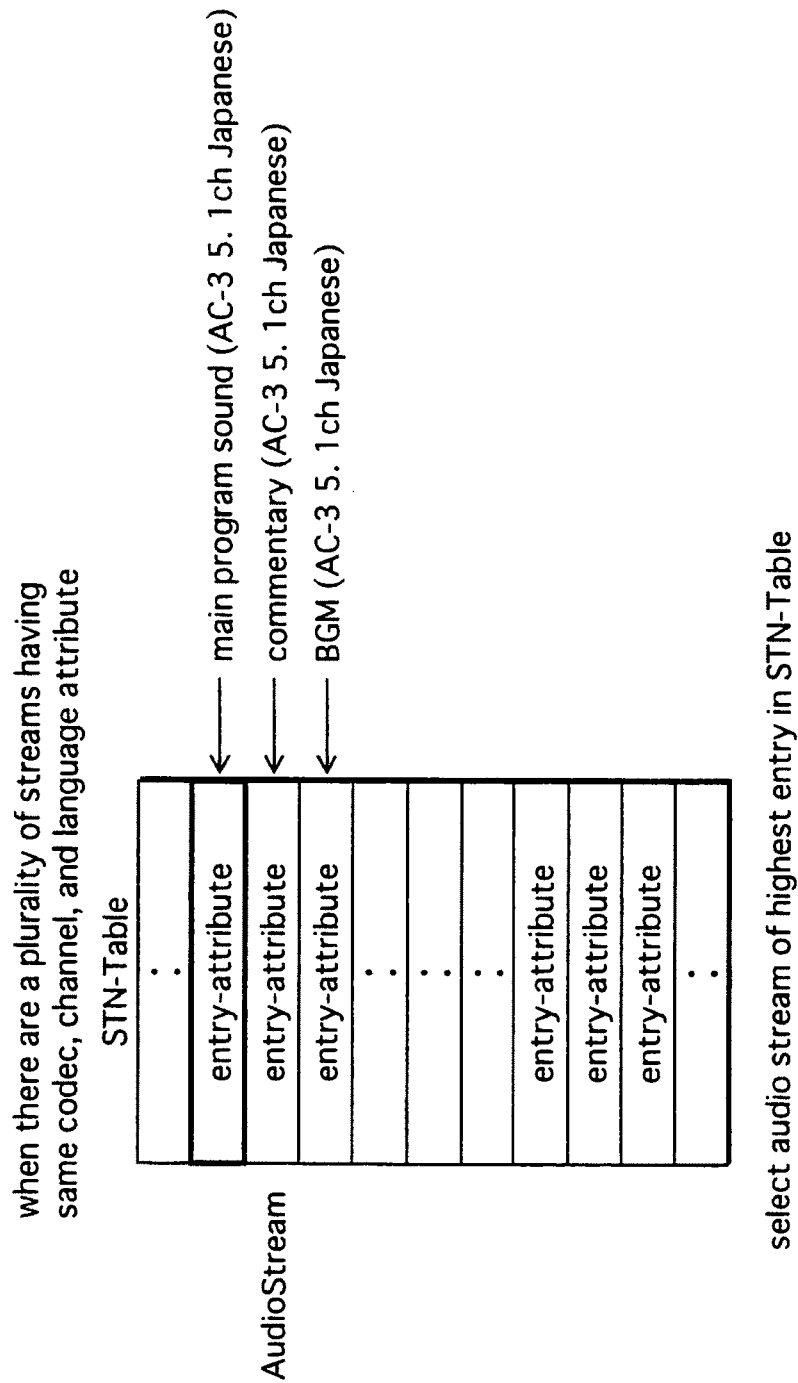 when there are a plurality of streams having
same codec, channel, and language attribute
STN-Table
AudioStream
entry-attribute
main program sound (AC-3 5. 1ch Japanese)
entry-attribute
commentary (AC-3 5. 1ch Japanese)
entry-attribute
BGM (AC-3 5. 1ch Japanese)
entry-attribute
entry-attribute
entry-attribute
select audio stream of highest entry in STN-Table